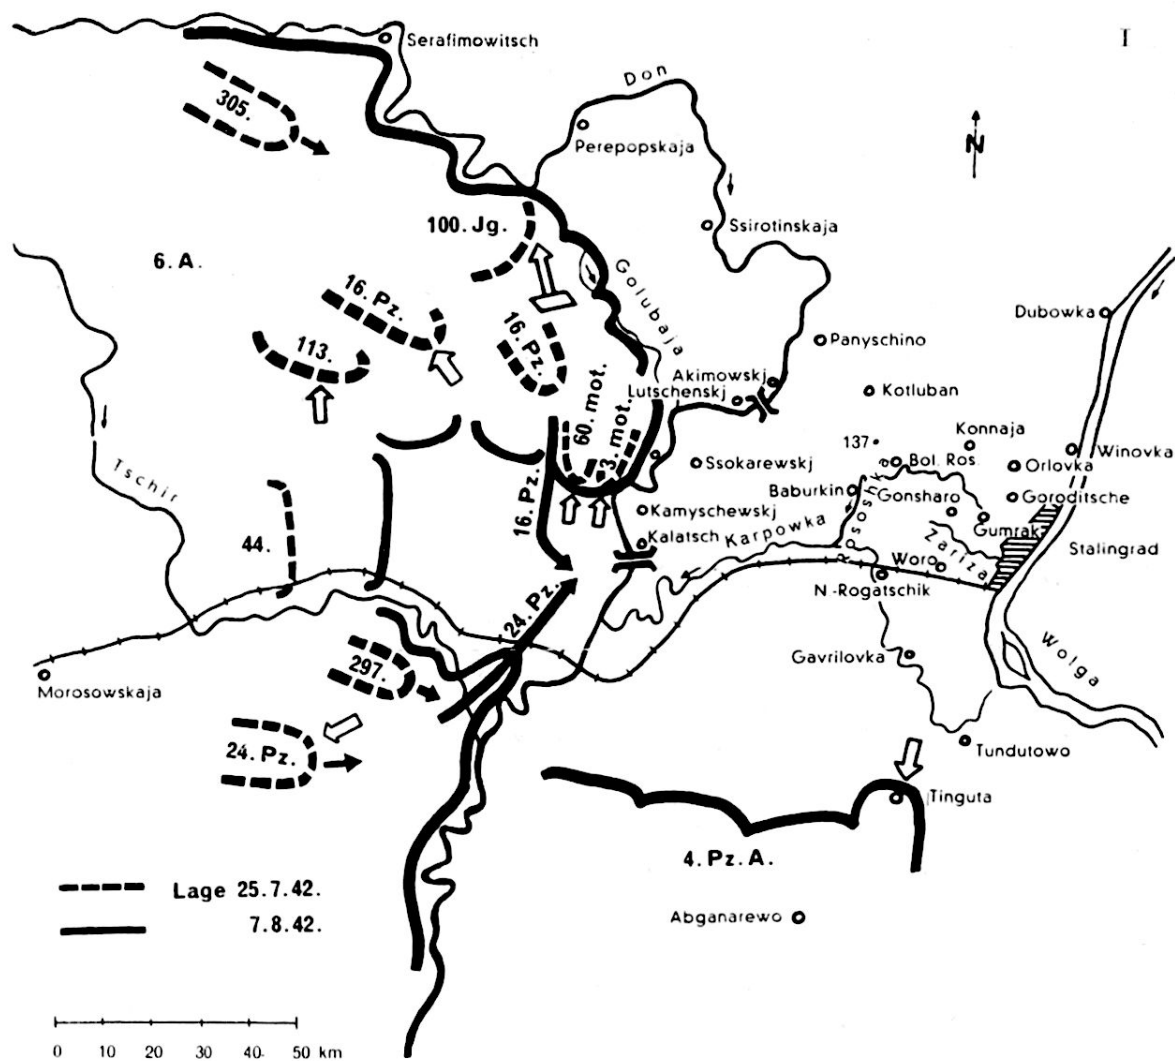 I
Serafimowitsch
Don
N
305.
Perepopskaja
100. Jg.
Ssirotinskaja
6. A.
Golubaja
16. Pz.
Dubowka
16. Pz.
113.
Panyschino
Akimowskj
Lutschenskj
Kotluban
60. mot.
3. mot.
Konnaja
137
Winovka
Ssokarewskj
Bol. Ros.
Orlovka
Tschir
16. Pz.
Baburkin
Gonsharo
Goroditsche
Kamyschewskj
Rossoshka
Gumrak
Karpowka
Kalatsch
44.
Zariza
Stalingrad
Woro
N-Rogatschik
24. Pz.
Gavrilovka
Wolga
297.
Morosowskaja
24. Pz.
Tundutowo
Tinguta
4. Pz. A.
Lage 25.7.42.
7.8.42.
Abganarewo
0 10 20 30 40 50 km